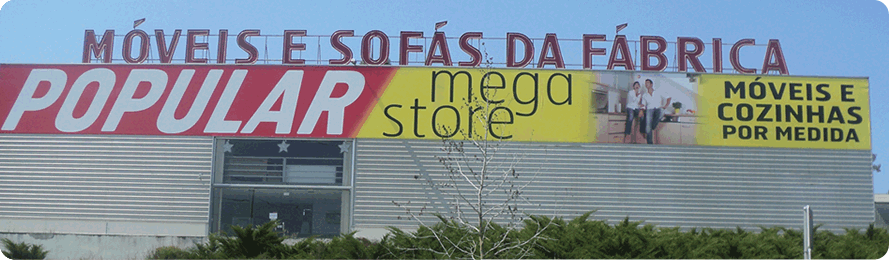 MÓVEIS E SOFÁS DA FÁBRICA
POPULAR
mega
store
MÓVEIS E
COZINHAS
POR MEDIDA